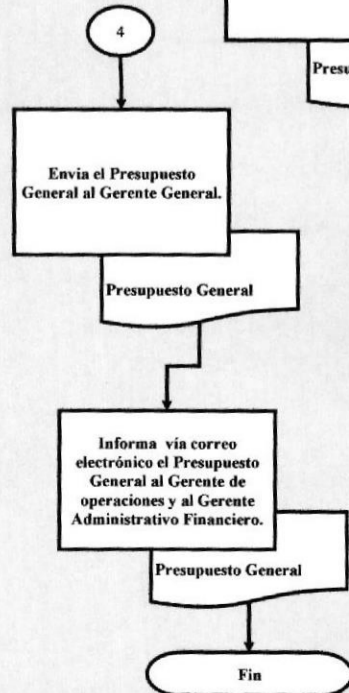 4
Presu
Envia el Presupuesto
General al Gerente General.
Presupuesto General
Informa vía correo
electrónico el Presupuesto
General al Gerente de
operaciones y al Gerente
Administrativo Financiero.
Presupuesto General
Fin